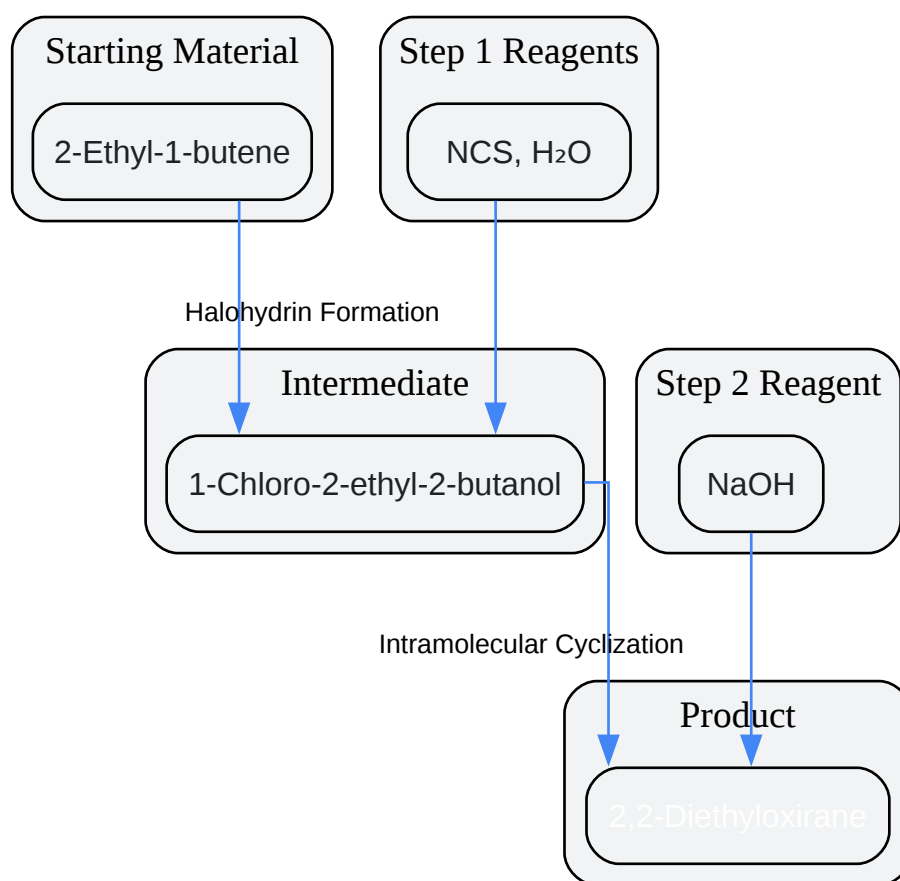 Starting Material
Step 1 Reagents
2-Ethyl-1-butene
NCS, H₂O
Halohydrin Formation
Intermediate
Step 2 Reagent
1-Chloro-2-ethyl-2-butanol
NaOH
Intramolecular Cyclization
Product
2,2-Diethyloxirane